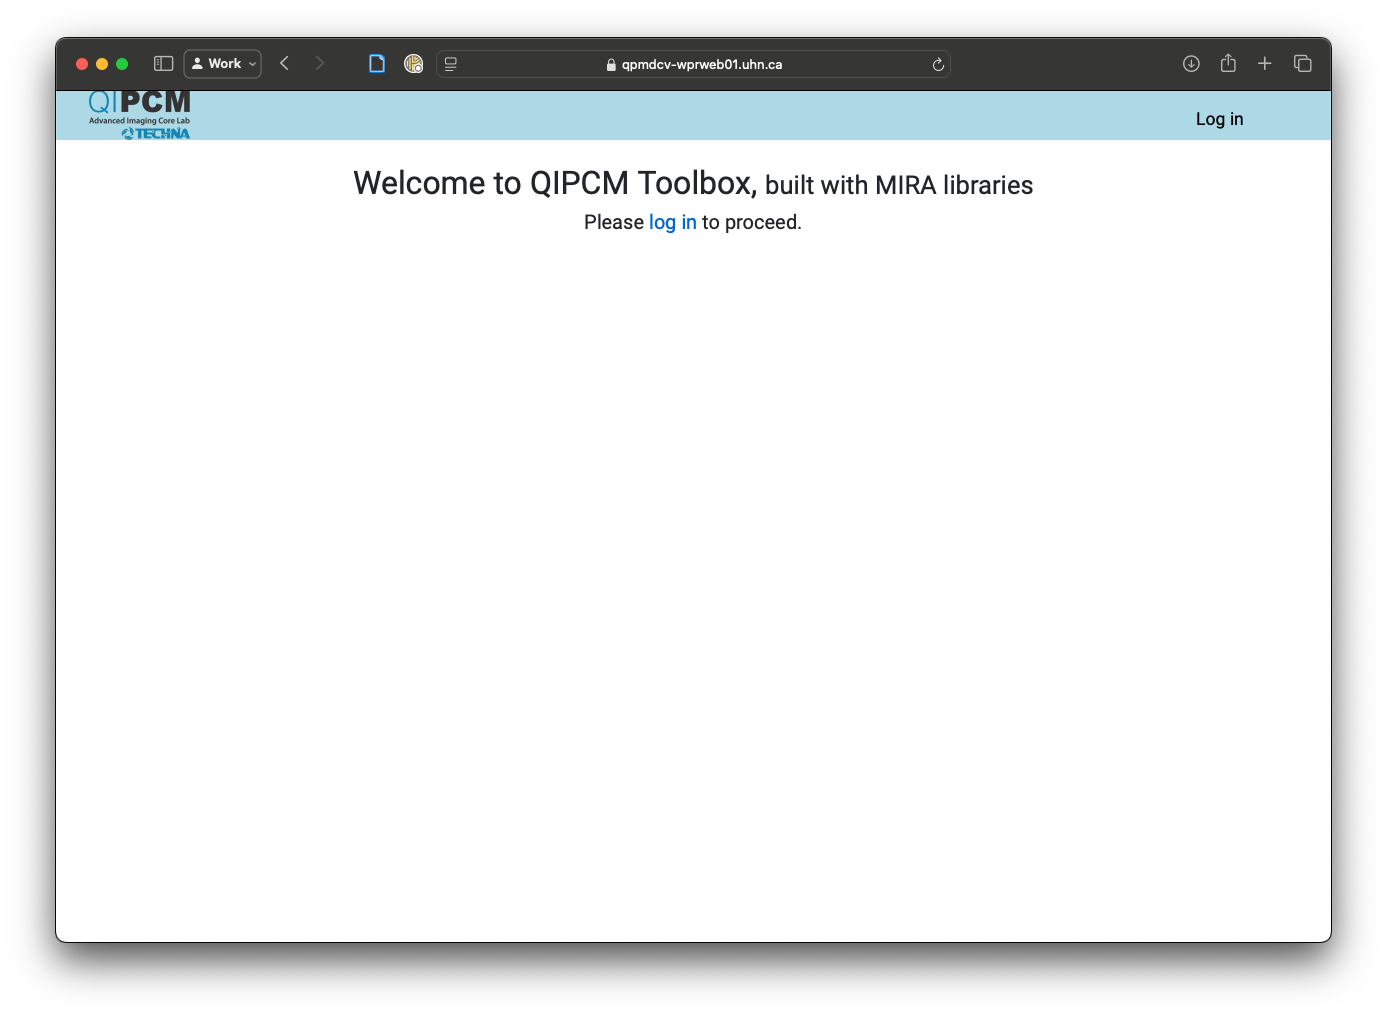 Work
qpmdcv-wprweb01.uhn.ca
QIPCM
Advanced Imaging Core Lab
TECHNA
Log in
Welcome to QIPCM Toolbox, built with MIRA libraries
Please log in to proceed.